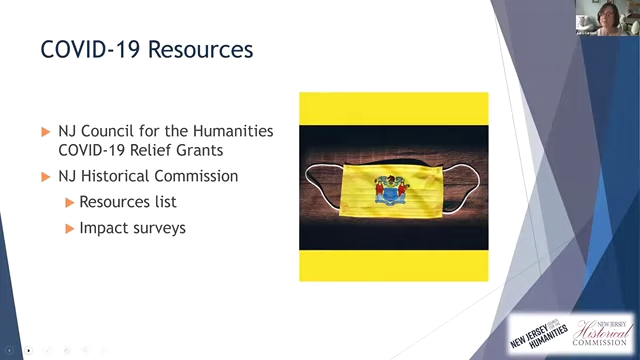 COVID-19 Resources
NJ Council for the Humanities
COVID-19 Relief Grants
NJ Historical Commission
Resources list
Impact surveys
NEW JERSEY
HUMANITIES
NEW JERSEY
Historical
COMMISSION